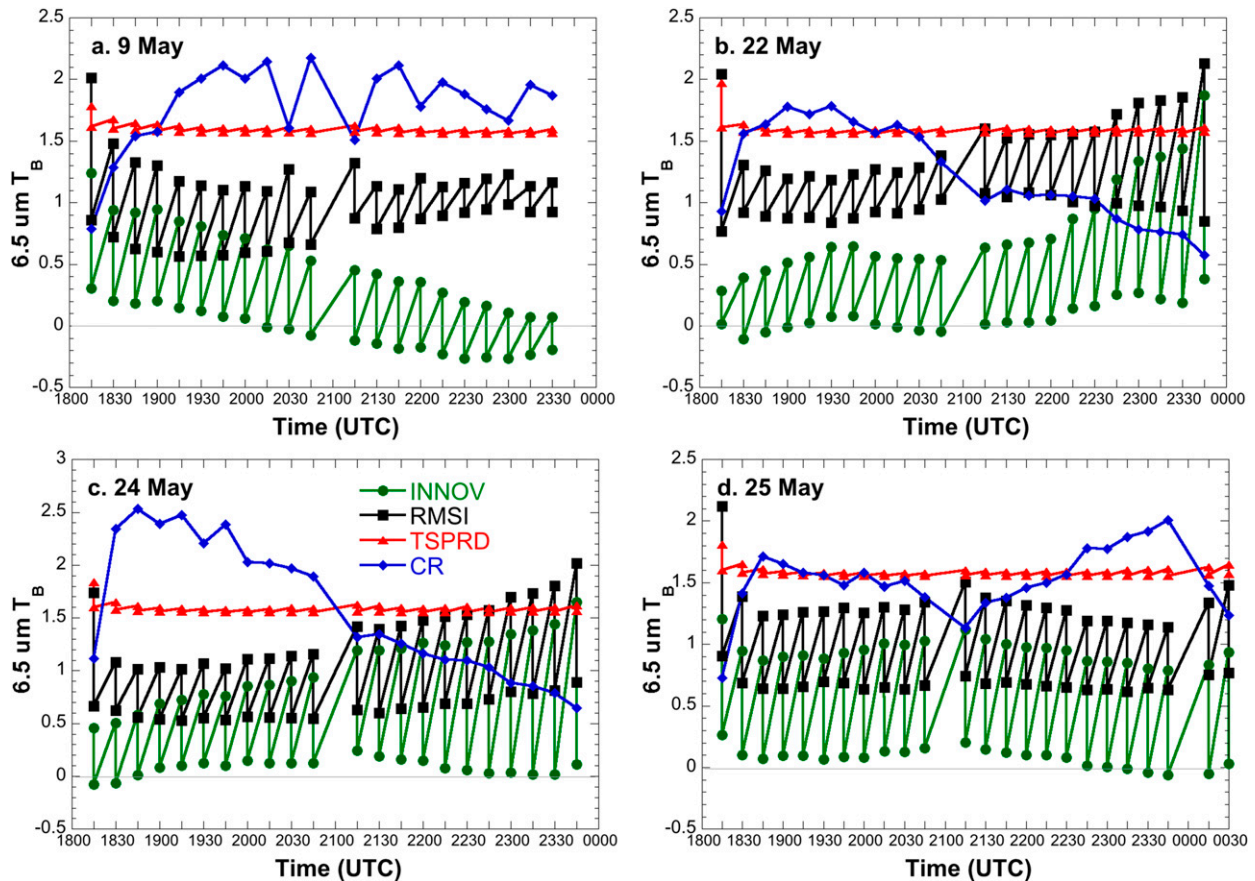 a. 9 May
6.5 um TB
2.5
2
1.5
1
0.5
0
-0.5
1800 1830 1900 1930 2000 2030 2100 2130 2200 2230 2300 2330 0000
Time (UTC)
b. 22 May
6.5 um TB
2.5
2
1.5
1
0.5
0
-0.5
1800 1830 1900 1930 2000 2030 2100 2130 2200 2230 2300 2330 0000
Time (UTC)
c. 24 May
INNOV
RMSI
TSPRD
CR
6.5 um TB
3
2.5
2
1.5
1
0.5
0
-0.5
1800 1830 1900 1930 2000 2030 2100 2130 2200 2230 2300 2330 0000
Time (UTC)
d. 25 May
6.5 um TB
2.5
2
1.5
1
0.5
0
-0.5
1800 1830 1900 1930 2000 2030 2100 2130 2200 2230 2300 2330 0000 0030
Time (UTC)